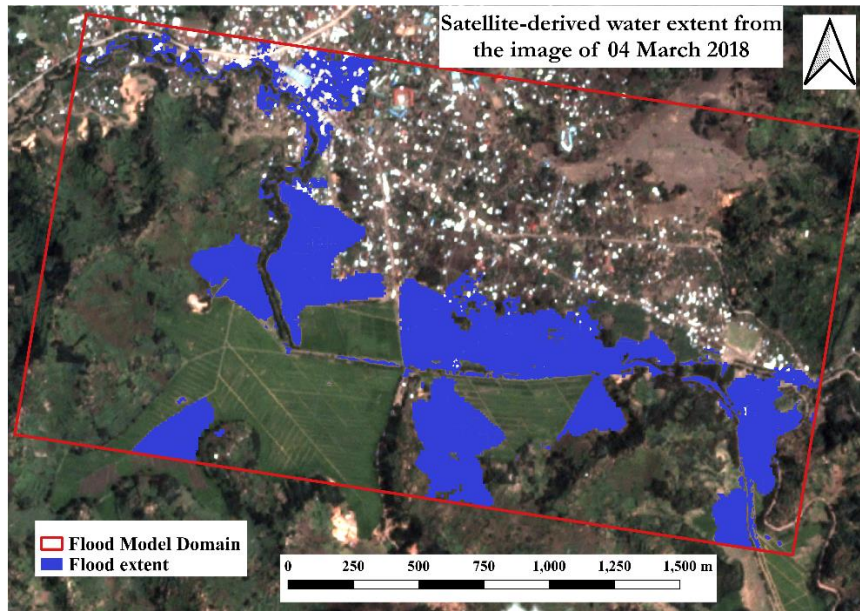 Satellite-derived water extent from
the image of 04 March 2018
Flood Model Domain
Flood extent
0 250 500 750 1,000 1,250 1,500 m